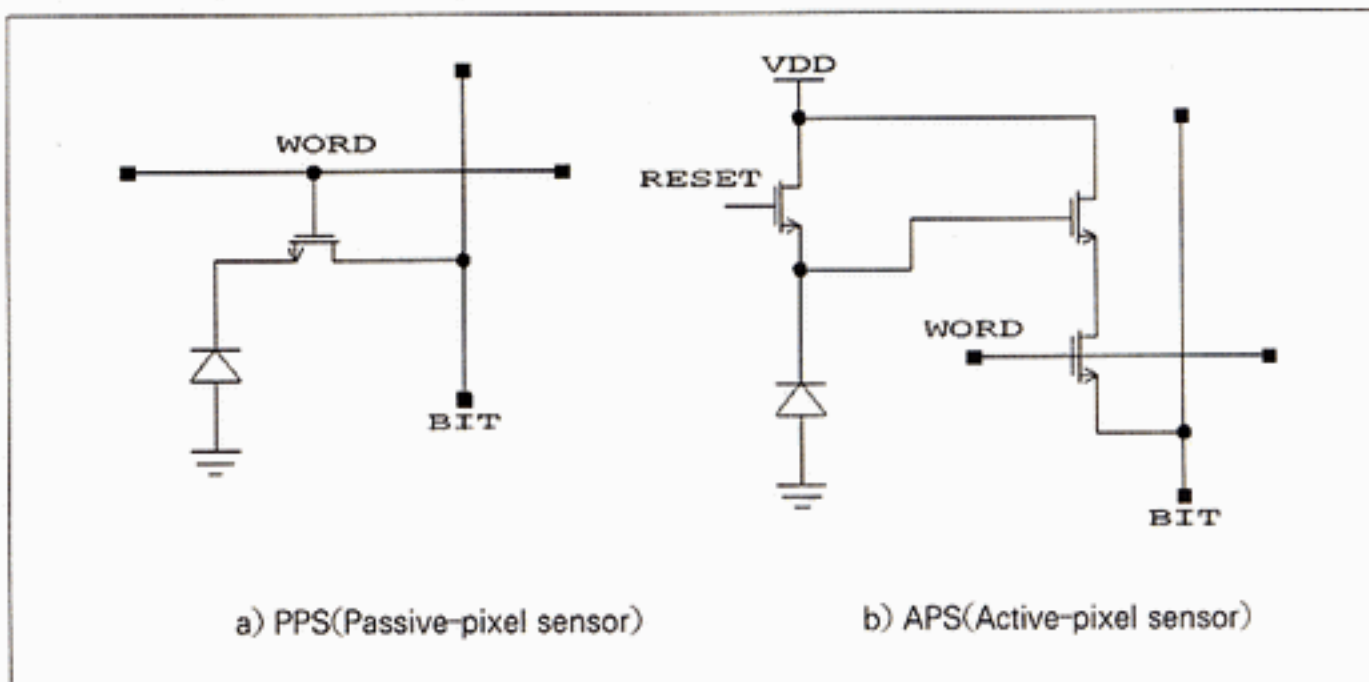 WORD
BIT
VDD
RESET
WORD
BIT
a) PPS(Passive-pixel sensor)
b) APS(Active-pixel sensor)